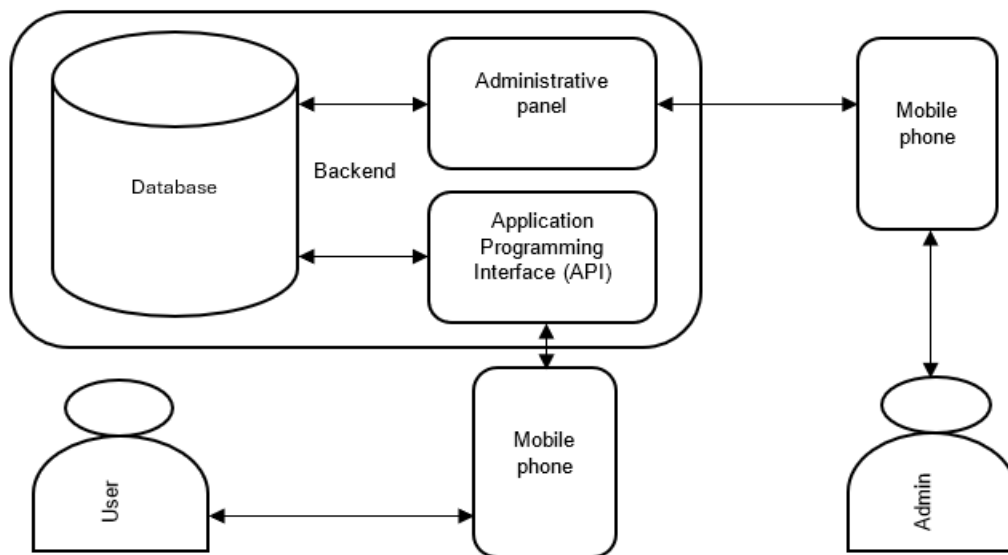 Administrative
panel
Mobile
phone
Database
Backend
Application
Programming
Interface (API)
Mobile
phone
User
Admin